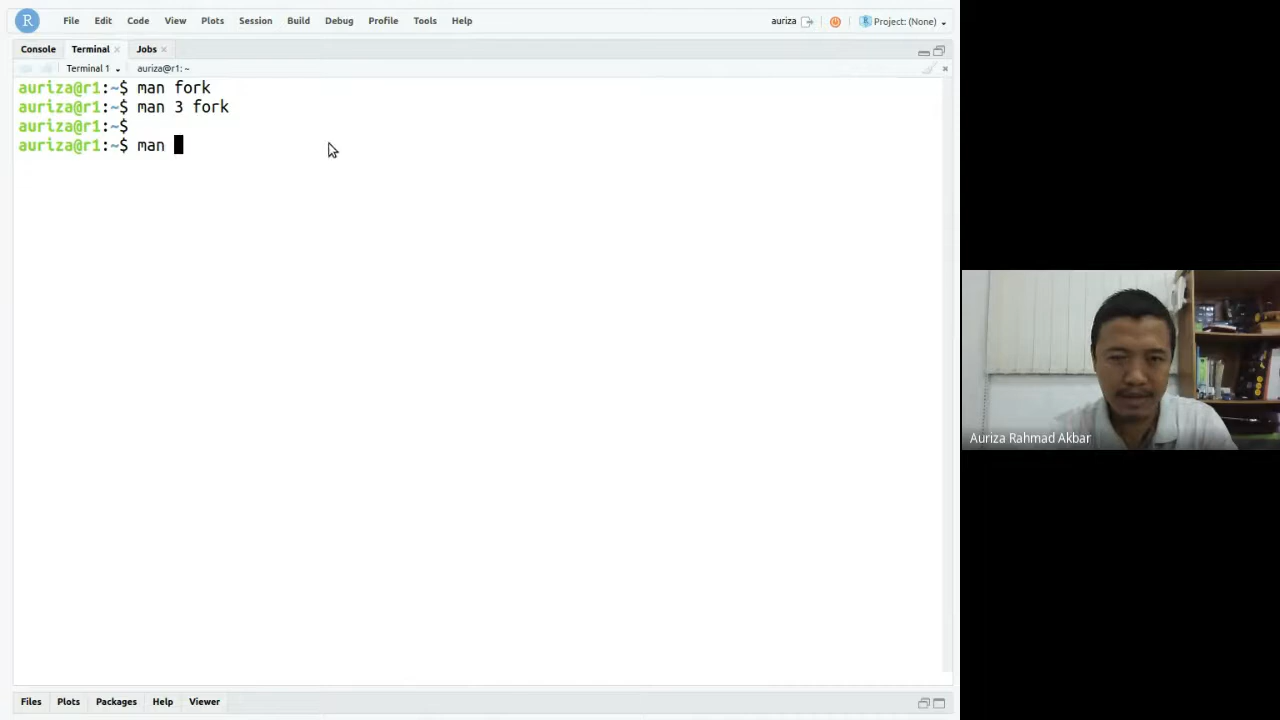 R File Edit Code View Plots Session Build Debug Profile Tools Help auriza R Project: (None)
Console Terminal × Jobs ×
Terminal 1 auriza@r1: ~
auriza@r1:~$ man fork
auriza@r1:~$ man 3 fork
auriza@r1:~$
auriza@r1:~$ man
Auriza Rahmad Akbar
Files Plots Packages Help Viewer